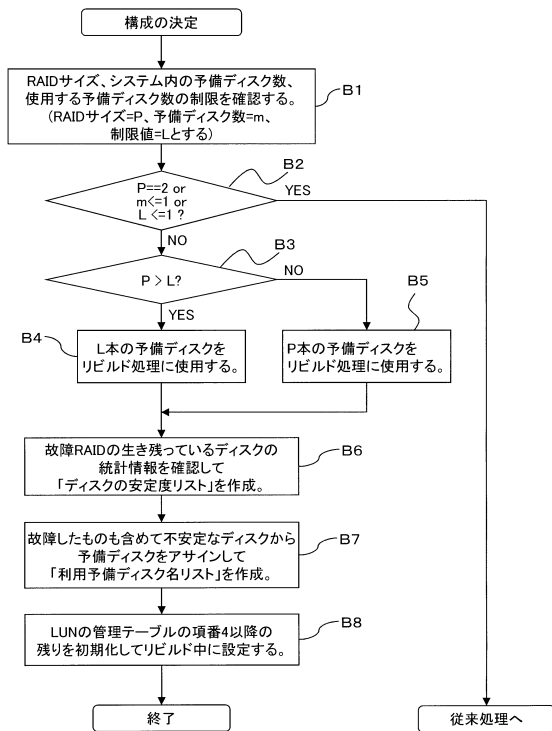 構成の決定
RAIDサイズ、システム内の予備ディスク数、
使用する予備ディスク数の制限を確認する。
(RAIDサイズ=P、予備ディスク数=m、
制限値=Lとする)
B1
B2
P==2 or
m<=1 or
L <=1 ?
YES
NO
B3
P > L?
NO
YES
B4
L本の予備ディスクを
リビルド処理に使用する。
B5
P本の予備ディスクを
リビルド処理に使用する。
故障RAIDの生き残っているディスクの
統計情報を確認して
「ディスクの安定度リスト」を作成。
B6
故障したものも含めて不安定なディスクから
予備ディスクをアサインして
「利用予備ディスク名リスト」を作成。
B7
LUNの管理テーブルの項番4以降の
残りを初期化してリビルド中に設定する。
B8
終了
従来処理へ